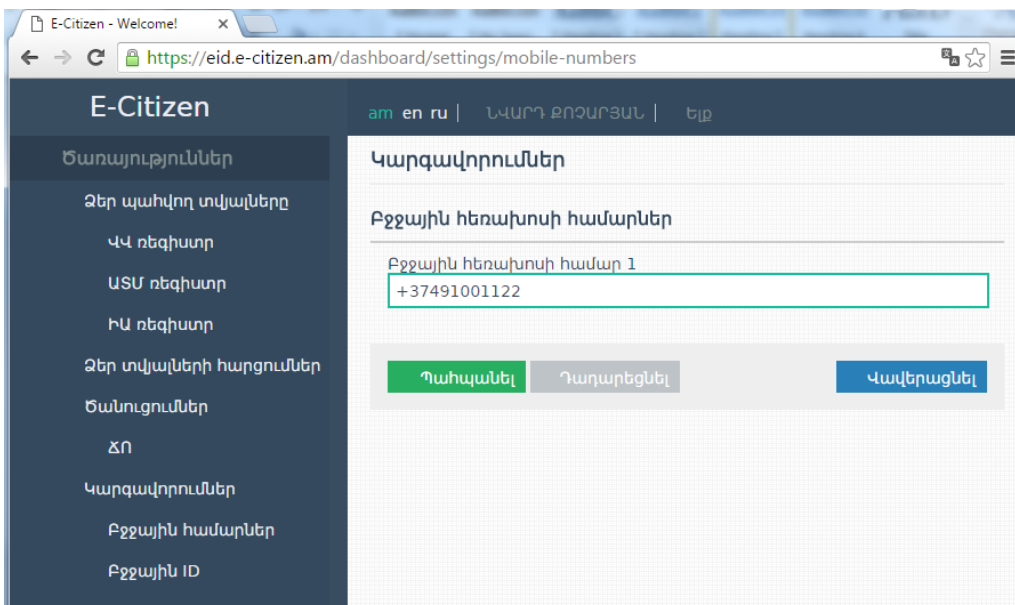 E-Citizen - Welcome!
https://eid.e-citizen.am/dashboard/settings/mobile-numbers
E-Citizen
am en ru | ՆՎԱՐԴ ՔՈՉԱՐՅԱՆ | Ելք
Ծառայություններ
Ձեր պահվող տվյալները
ՎՎ ռեգիստր
ԱՏՄ ռեգիստր
ԻԱ ռեգիստր
Ձեր տվյալների հարցումներ
Ծանուցումներ
ՃՈ
Կարգավորումներ
Բջջային համարներ
Բջջային ID
Կարգավորումներ
Բջջային հեռախոսի համարներ
Բջջային հեռախոսի համար 1
+37491001122
Պահպանել Դադարեցնել Վավերացնել